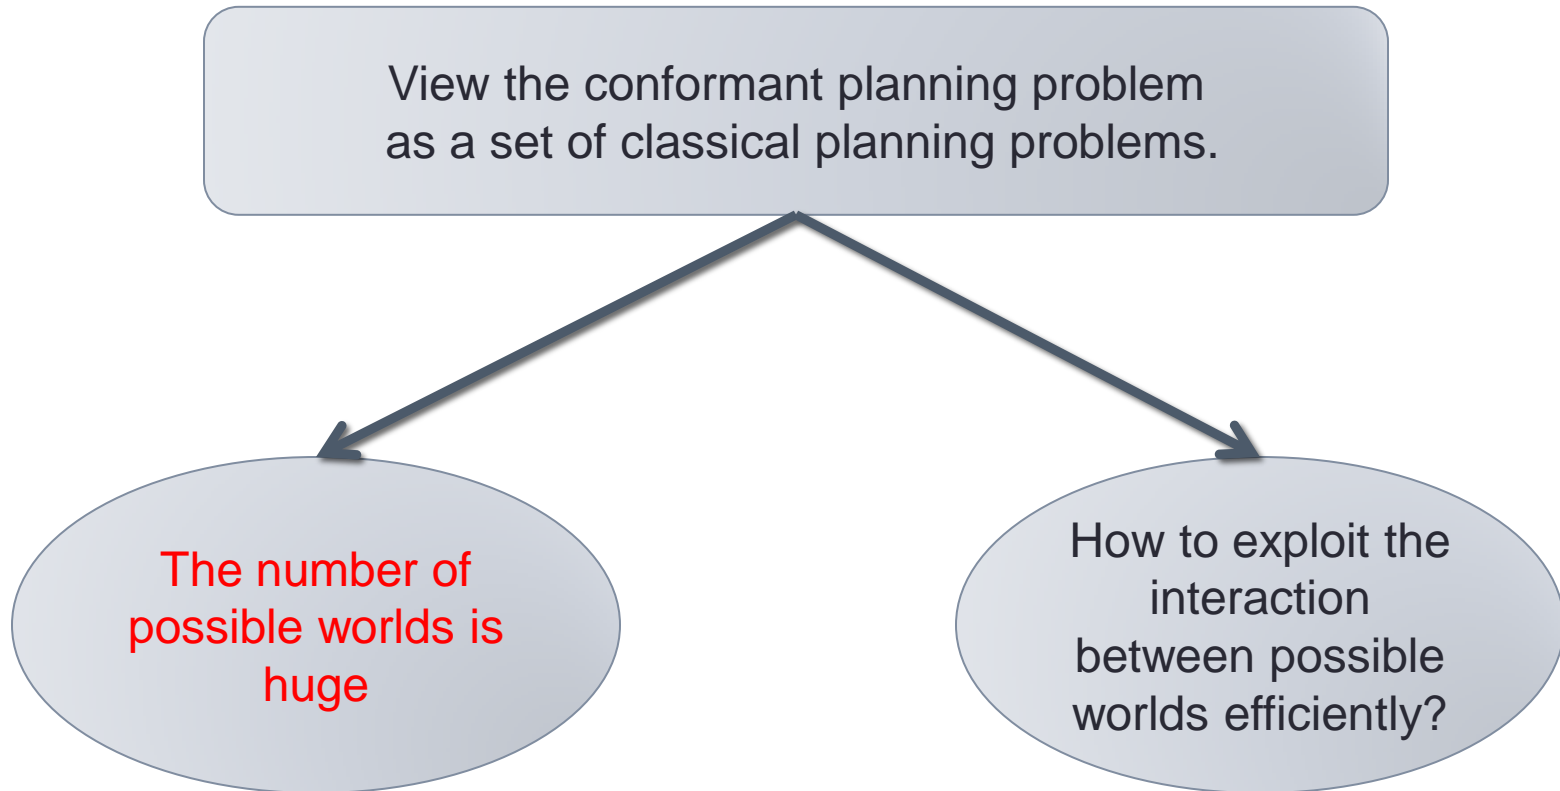 View the conformant planning problem
as a set of classical planning problems.
The number of
possible worlds is
huge
How to exploit the
interaction
between possible
worlds efficiently?